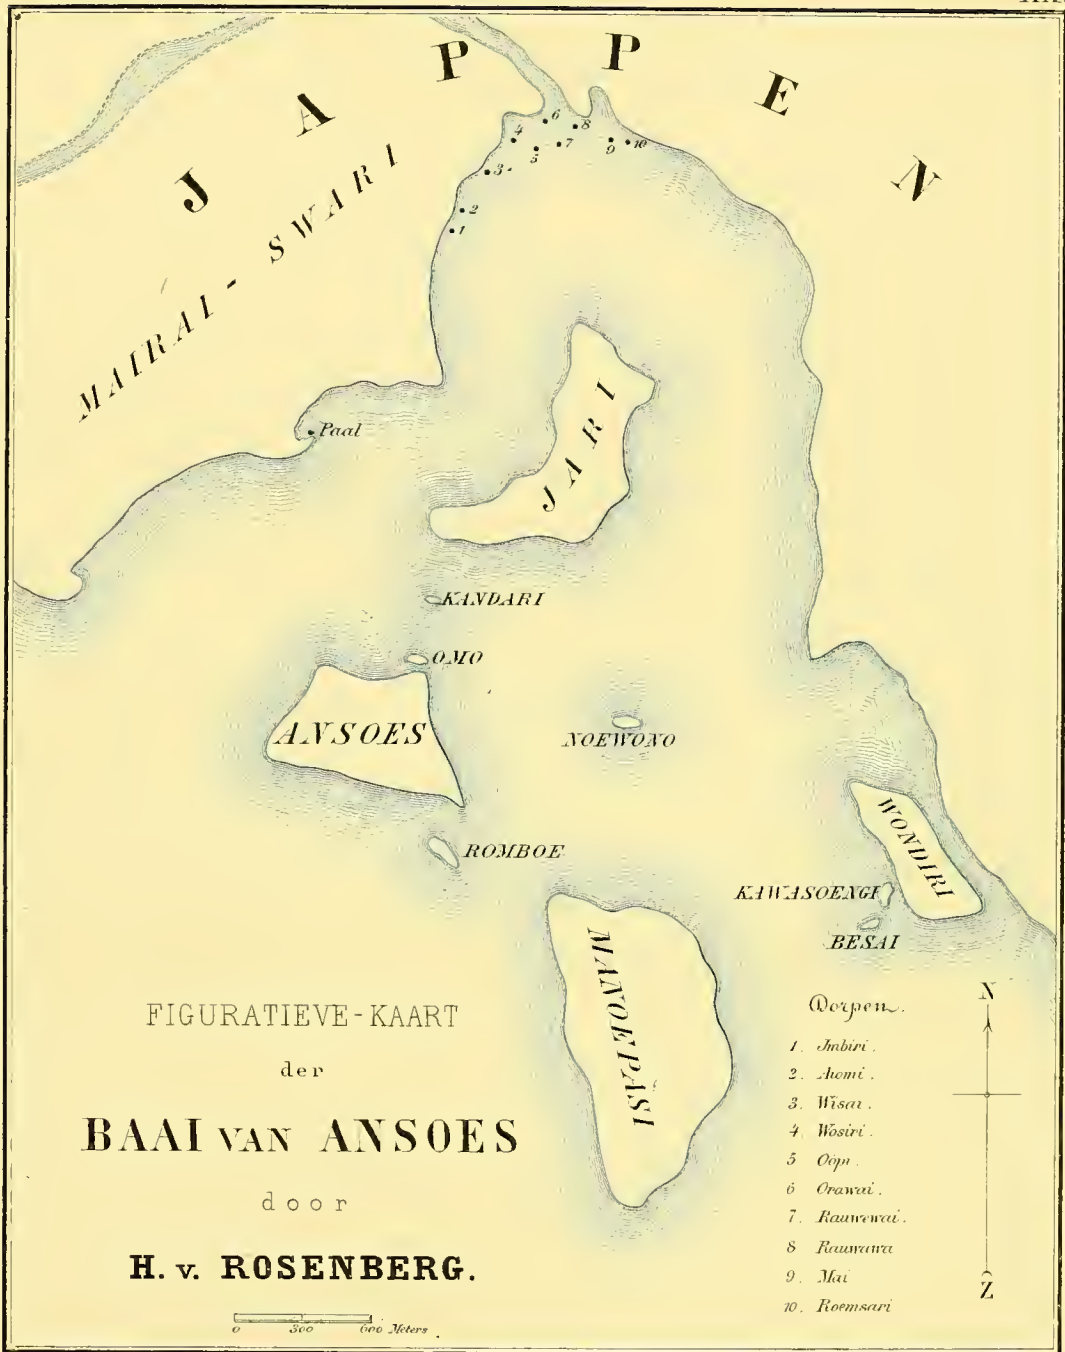 JAPPEN
MAIRAI-SWARI
6
4
8
5
7
9
10
3
2
1
Paal
JARI
KANDARI
OMO
ANSOES
NOEWONO
ROMBOE
WONDIRI
KAWASOENGI
BESAI
MANOEPASI
FIGURATIEVE-KAART
der
BAAI VAN ANSOES
door
H. v. ROSENBERG.
0 300 600 Meters.
Dorpen.
1. Imbiri.
2. Aiomi.
3. Wisai.
4. Wosiri.
5
6 Orawai.
7. Rauwewai.
8 Rauwawa
9. Mai
10. Roemsari
N
Z